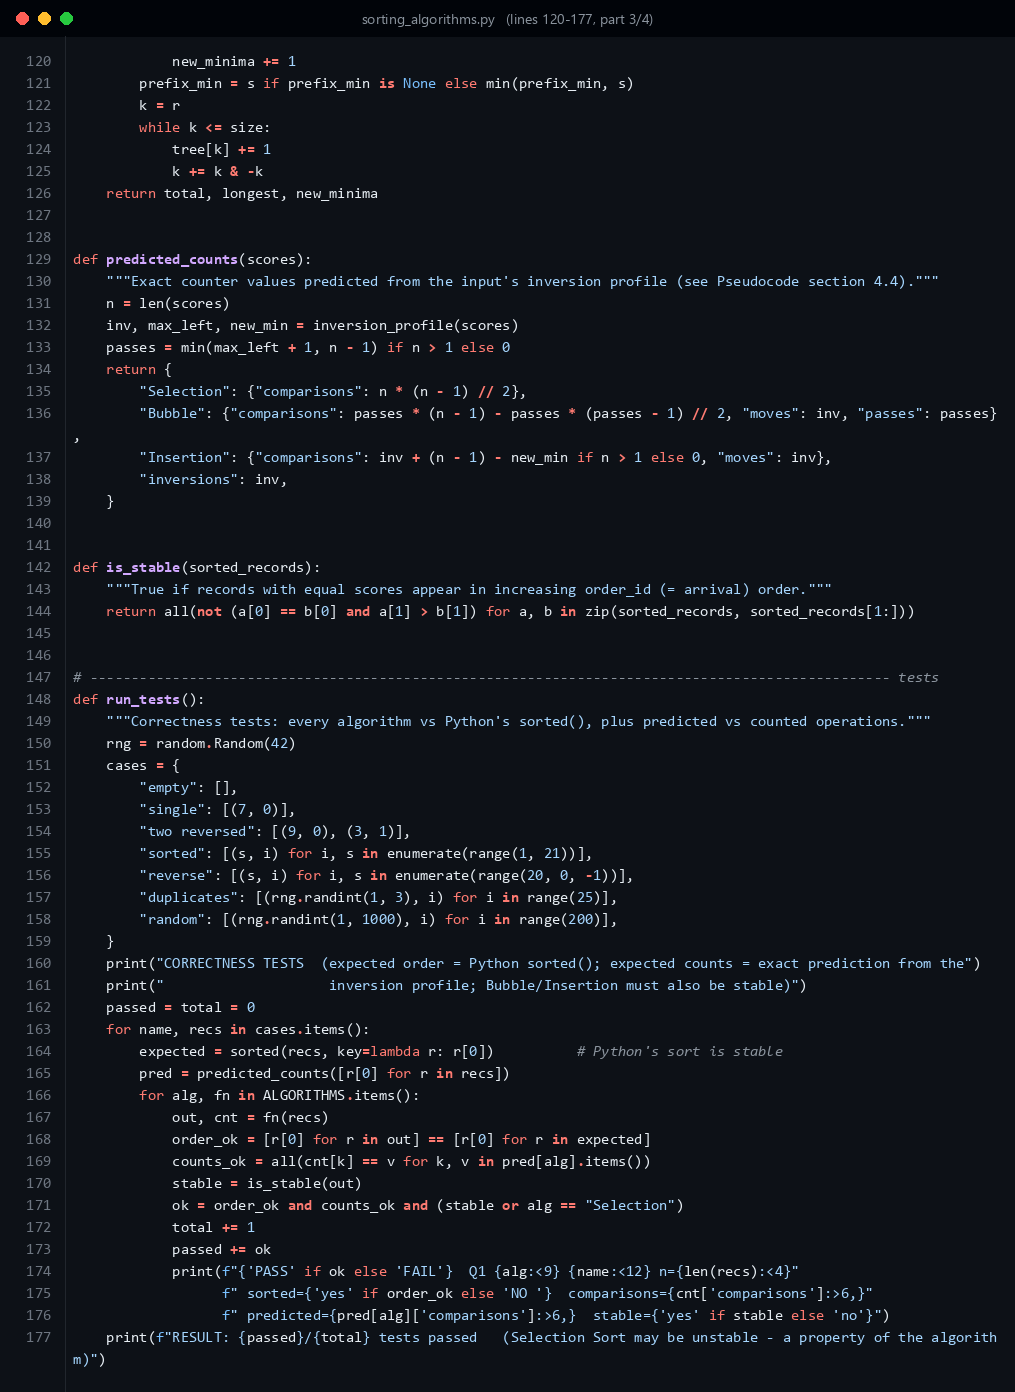 sorting_algorithms.py   (lines 120-177, part 3/4)
120            new_minima += 1
121        prefix_min = s if prefix_min is None else min(prefix_min, s)
122        k = r
123        while k <= size:
124            tree[k] += 1
125            k += k & -k
126    return total, longest, new_minima
127
128
129def predicted_counts(scores):
130    """Exact counter values predicted from the input's inversion profile (see Pseudocode section 4.4)."""
131    n = len(scores)
132    inv, max_left, new_min = inversion_profile(scores)
133    passes = min(max_left + 1, n - 1) if n > 1 else 0
134    return {
135        "Selection": {"comparisons": n * (n - 1) // 2},
136        "Bubble": {"comparisons": passes * (n - 1) - passes * (passes - 1) // 2, "moves": inv, "passes": passes}
,
137        "Insertion": {"comparisons": inv + (n - 1) - new_min if n > 1 else 0, "moves": inv},
138        "inversions": inv,
139    }
140
141
142def is_stable(sorted_records):
143    """True if records with equal scores appear in increasing order_id (= arrival) order."""
144    return all(not (a[0] == b[0] and a[1] > b[1]) for a, b in zip(sorted_records, sorted_records[1:]))
145
146
147# ------------------------------------------------------------------------------------------------- tests
148def run_tests():
149    """Correctness tests: every algorithm vs Python's sorted(), plus predicted vs counted operations."""
150    rng = random.Random(42)
151    cases = {
152        "empty": [],
153        "single": [(7, 0)],
154        "two reversed": [(9, 0), (3, 1)],
155        "sorted": [(s, i) for i, s in enumerate(range(1, 21))],
156        "reverse": [(s, i) for i, s in enumerate(range(20, 0, -1))],
157        "duplicates": [(rng.randint(1, 3), i) for i in range(25)],
158        "random": [(rng.randint(1, 1000), i) for i in range(200)],
159    }
160    print("CORRECTNESS TESTS  (expected order = Python sorted(); expected counts = exact prediction from the")
161    print("                    inversion profile; Bubble/Insertion must also be stable)")
162    passed = total = 0
163    for name, recs in cases.items():
164        expected = sorted(recs, key=lambda r: r[0])          # Python's sort is stable
165        pred = predicted_counts([r[0] for r in recs])
166        for alg, fn in ALGORITHMS.items():
167            out, cnt = fn(recs)
168            order_ok = [r[0] for r in out] == [r[0] for r in expected]
169            counts_ok = all(cnt[k] == v for k, v in pred[alg].items())
170            stable = is_stable(out)
171            ok = order_ok and counts_ok and (stable or alg == "Selection")
172            total += 1
173            passed += ok
174            print(f"{'PASS' if ok else 'FAIL'}  Q1 {alg:<9} {name:<12} n={len(recs):<4}"
175                  f" sorted={'yes' if order_ok else 'NO '}  comparisons={cnt['comparisons']:>6,}"
176                  f" predicted={pred[alg]['comparisons']:>6,}  stable={'yes' if stable else 'no'}")
177    print(f"RESULT: {passed}/{total} tests passed   (Selection Sort may be unstable - a property of the algorith
m)")